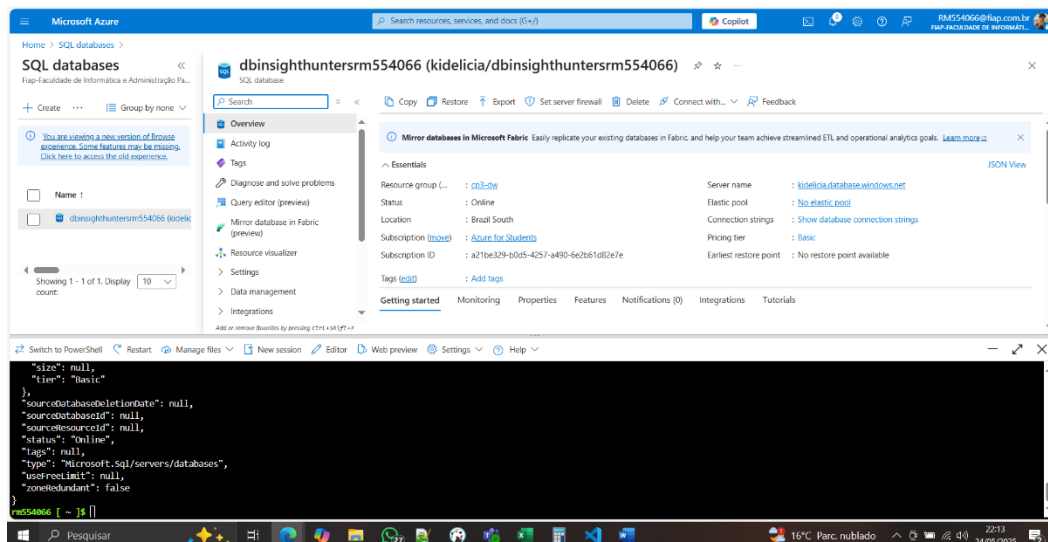 Microsoft Azure
Search resources, services, and docs (G+/)
Copilot
RM554066@fiap.com.br
FIAP-FACULDADE DE INFORMÁTI...
Home > SQL databases >
SQL databases
Fiap-Faculdade de Informática e Administração Pa...
+ Create ... Group by none
You are viewing a new version of Browse experience. Some features may be missing. Click here to access the old experience.
Name ↑
dbinsighthuntersrm554066 (kidelic
Showing 1 - 1 of 1. Display count: 10
dbinsighthuntersrm554066 (kidelicia/dbinsighthuntersrm554066)
SQL database
Search
Overview
Activity log
Tags
Diagnose and solve problems
Query editor (preview)
Mirror database in Fabric (preview)
Resource visualizer
> Settings
> Data management
> Integrations
Add or remove favorites by pressing Ctrl+Shift+F
Copy Restore Export Set server firewall Delete Connect with... Feedback
Mirror databases in Microsoft Fabric Easily replicate your existing databases in Fabric, and help your team achieve streamlined ETL and operational analytics goals. Learn more
Essentials
JSON View
Resource group (... : cp3-dw
Status : Online
Location : Brazil South
Subscription (move) : Azure for Students
Subscription ID : a21be329-b0d5-4257-a490-6e2b61d82e7e
Server name : kidelicia.database.windows.net
Elastic pool : No elastic pool
Connection strings : Show database connection strings
Pricing tier : Basic
Earliest restore point : No restore point available
Tags (edit) : Add tags
Getting started Monitoring Properties Features Notifications (0) Integrations Tutorials
Switch to PowerShell Restart Manage files New session Editor Web preview Settings Help
"size": null,
"tier": "Basic"
},
"sourceDatabaseDeletionDate": null,
"sourceDatabaseId": null,
"sourceResourceId": null,
"status": "Online",
"tags": null,
"type": "Microsoft.Sql/servers/databases",
"useFreeLimit": null,
"zoneRedundant": false
}
rm554066 [ ~ ]$
Pesquisar
27
16°C Parc. nublado
22:13
24/05/2025